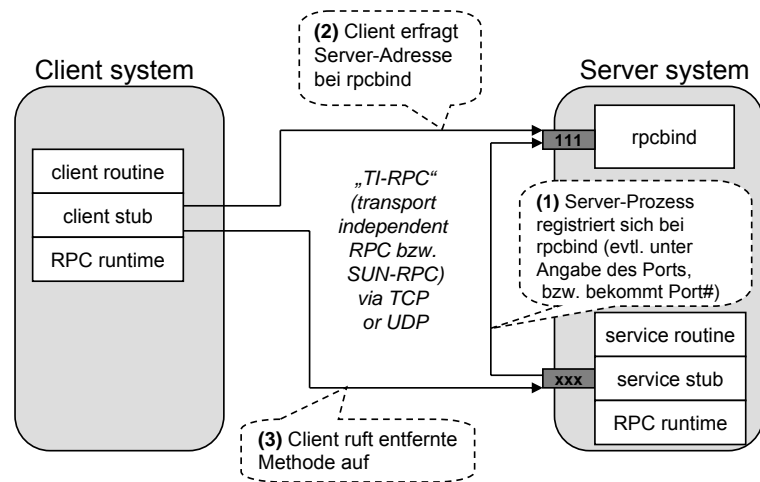 (2) Client erfragt
Server-Adresse
bei rpcbind
Client system
Server system
111
rpcbind
client routine
client stub
RPC runtime
„TI-RPC“
(transport
independent
RPC bzw.
SUN-RPC)
via TCP
or UDP
(1) Server-Prozess
registriert sich bei
rpcbind (evtl. unter
Angabe des Ports,
bzw. bekommt Port#)
service routine
xxx
service stub
RPC runtime
(3) Client ruft entfernte
Methode auf